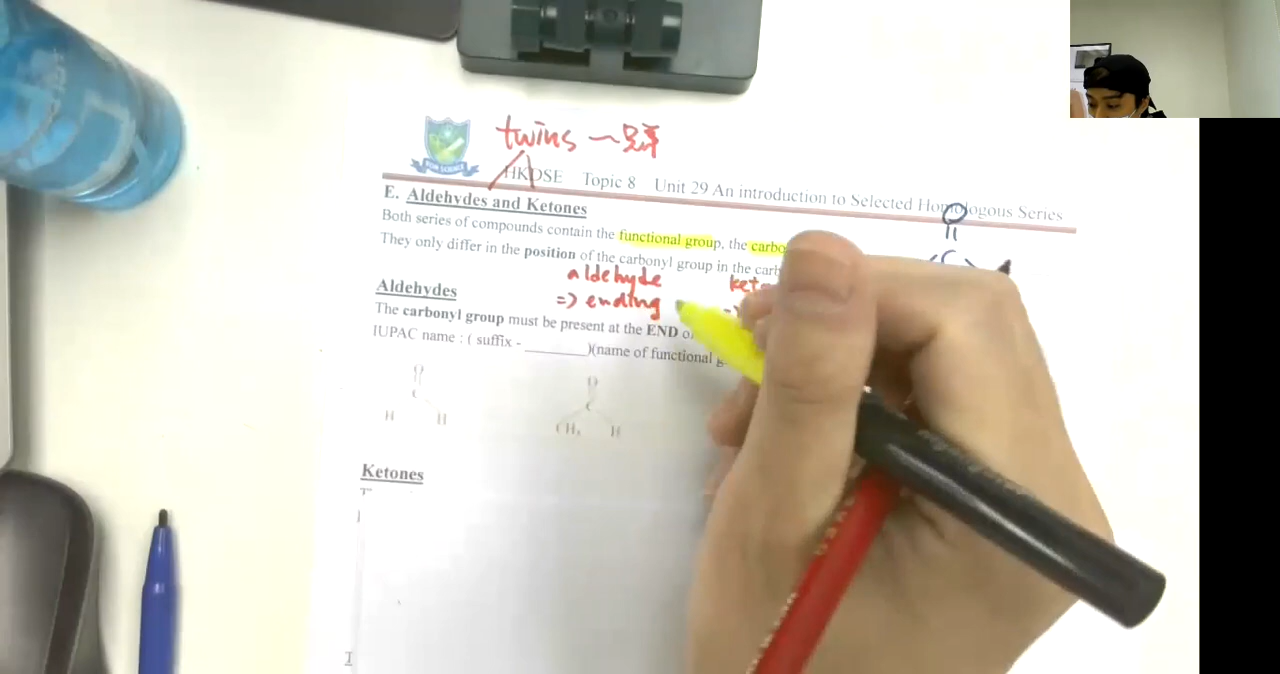 twins 一孖
HKDSE Topic 8 Unit 29 An introduction to Selected Homologous Series
E. Aldehydes and Ketones
Both series of compounds contain the functional group, the carbo
They only differ in the position of the carbonyl group in the carb
O
C
aldehyde
=> ending
Aldehydes
The carbonyl group must be present at the END
IUPAC name : ( suffix - _______)(name of functional g
O
C
H H
O
C
CH₃ H
Ketones